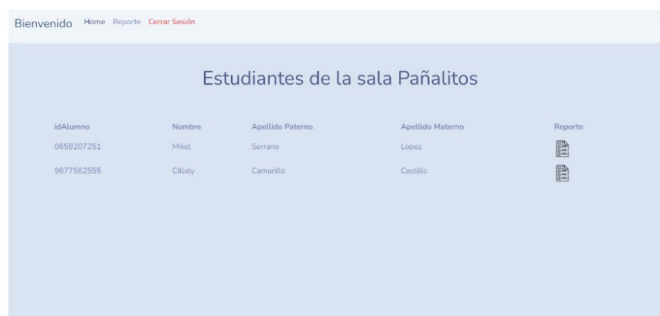 Bienvenido Home Reporte Cerrar Sesión
Estudiantes de la sala Pañalitos
idAlumno Nombre Apellido Paterno Apellido Materno Reporte
0658207251 Mikel Serrano Lopez
9877562555 Citlaly Camarillo Castillo